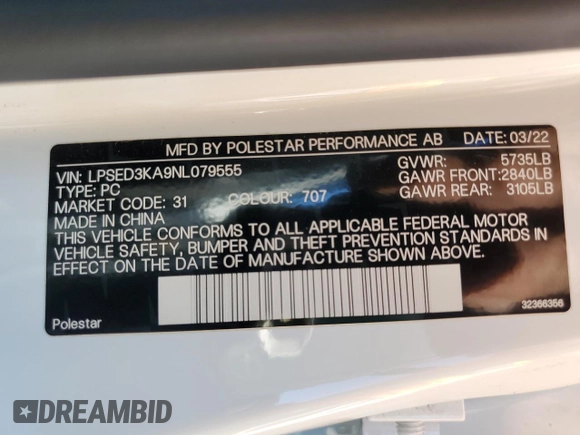 MFD BY POLESTAR PERFORMANCE AB DATE: 03/22
VIN: LPSED3KA9NL079555 GVWR: 5735LB
TYPE: PC GAWR FRONT:2840LB
MARKET CODE: 31 COLOUR: 707 GAWR REAR: 3105LB
MADE IN CHINA
THIS VEHICLE CONFORMS TO ALL APPLICABLE FEDERAL MOTOR
VEHICLE SAFETY, BUMPER AND THEFT PREVENTION STANDARDS IN
EFFECT ON THE DATE OF MANUFACTURE SHOWN ABOVE.
Polestar 32366356
DREAMBID